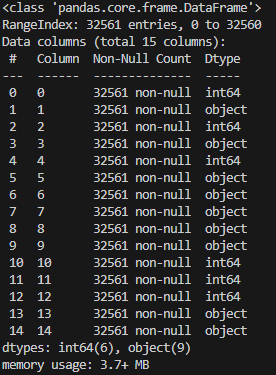 <class 'pandas.core.frame.DataFrame'>
RangeIndex: 32561 entries, 0 to 32560
Data columns (total 15 columns):
 #   Column  Non-Null Count  Dtype
---  ------  --------------  -----
 0   0       32561 non-null  int64
 1   1       32561 non-null  object
 2   2       32561 non-null  int64
 3   3       32561 non-null  object
 4   4       32561 non-null  int64
 5   5       32561 non-null  object
 6   6       32561 non-null  object
 7   7       32561 non-null  object
 8   8       32561 non-null  object
 9   9       32561 non-null  object
 10  10      32561 non-null  int64
 11  11      32561 non-null  int64
 12  12      32561 non-null  int64
 13  13      32561 non-null  object
 14  14      32561 non-null  object
dtypes: int64(6), object(9)
memory usage: 3.7+ MB